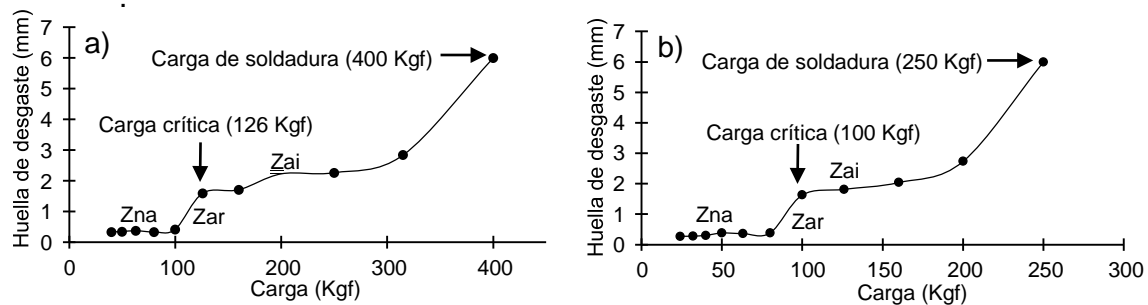 a)
Huella de desgaste (mm)
7
6
5
4
3
2
1
0
Carga de soldadura (400 Kgf)
Carga crítica (126 Kgf)
Zai
Zna
Zar
0 100 200 300 400
Carga (Kgf)
b)
Huella de desgaste (mm)
7
6
5
4
3
2
1
0
Carga de soldadura (250 Kgf)
Carga crítica (100 Kgf)
Zai
Zna
Zar
0 50 100 150 200 250 300
Carga (Kgf)